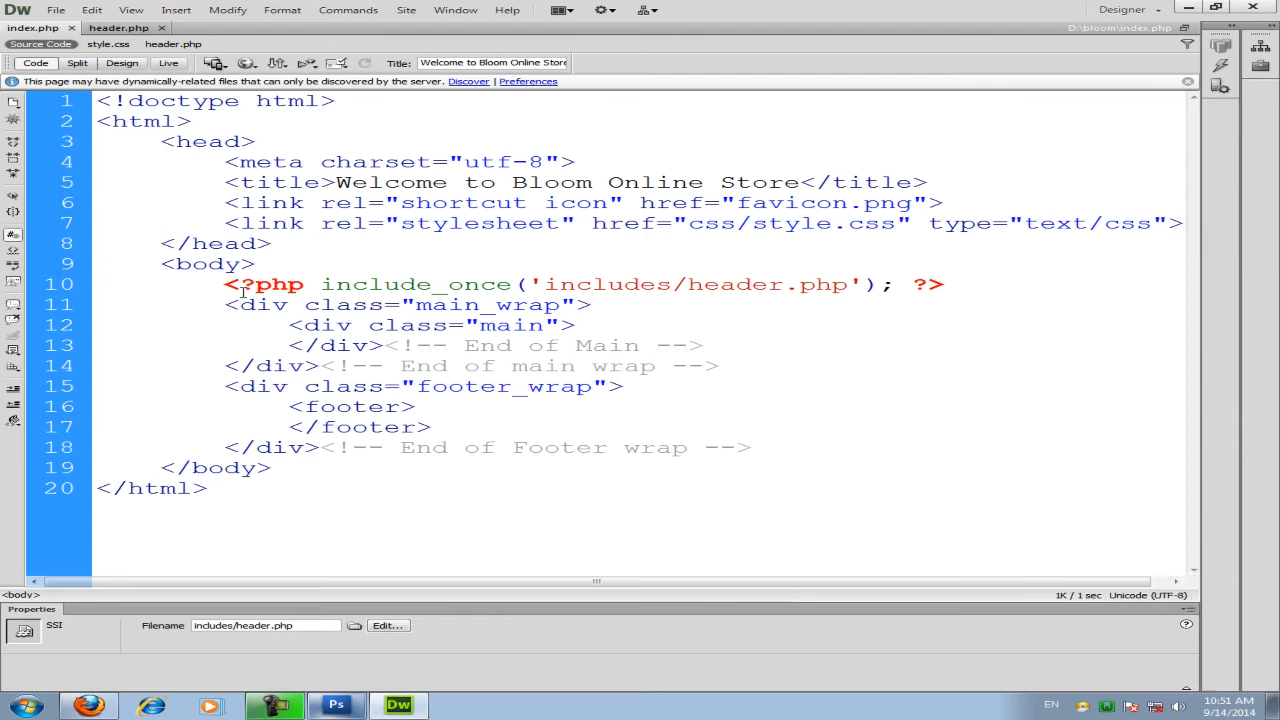 Dw File Edit View Insert Modify Format Commands Site Window Help Designer
index.php header.php D:\bloom\index.php
Source Code style.css header.php
Code Split Design Live Title: Welcome to Bloom Online Store
This page may have dynamically-related files that can only be discovered by the server. Discover Preferences
1 <!doctype html>
2 <html>
3 <head>
4 <meta charset="utf-8">
5 <title>Welcome to Bloom Online Store</title>
6 <link rel="shortcut icon" href="favicon.png">
7 <link rel="stylesheet" href="css/style.css" type="text/css">
8 </head>
9 <body>
10 <?php include_once('includes/header.php'); ?>
11 <div class="main_wrap">
12 <div class="main">
13 </div><!-- End of Main -->
14 </div><!-- End of main wrap -->
15 <div class="footer_wrap">
16 <footer>
17 </footer>
18 </div><!-- End of Footer wrap -->
19 </body>
20 </html>
<body> 1K / 1 sec Unicode (UTF-8)
Properties
SSI Filename includes/header.php Edit...
Ps Dw EN 10:51 AM
9/14/2014